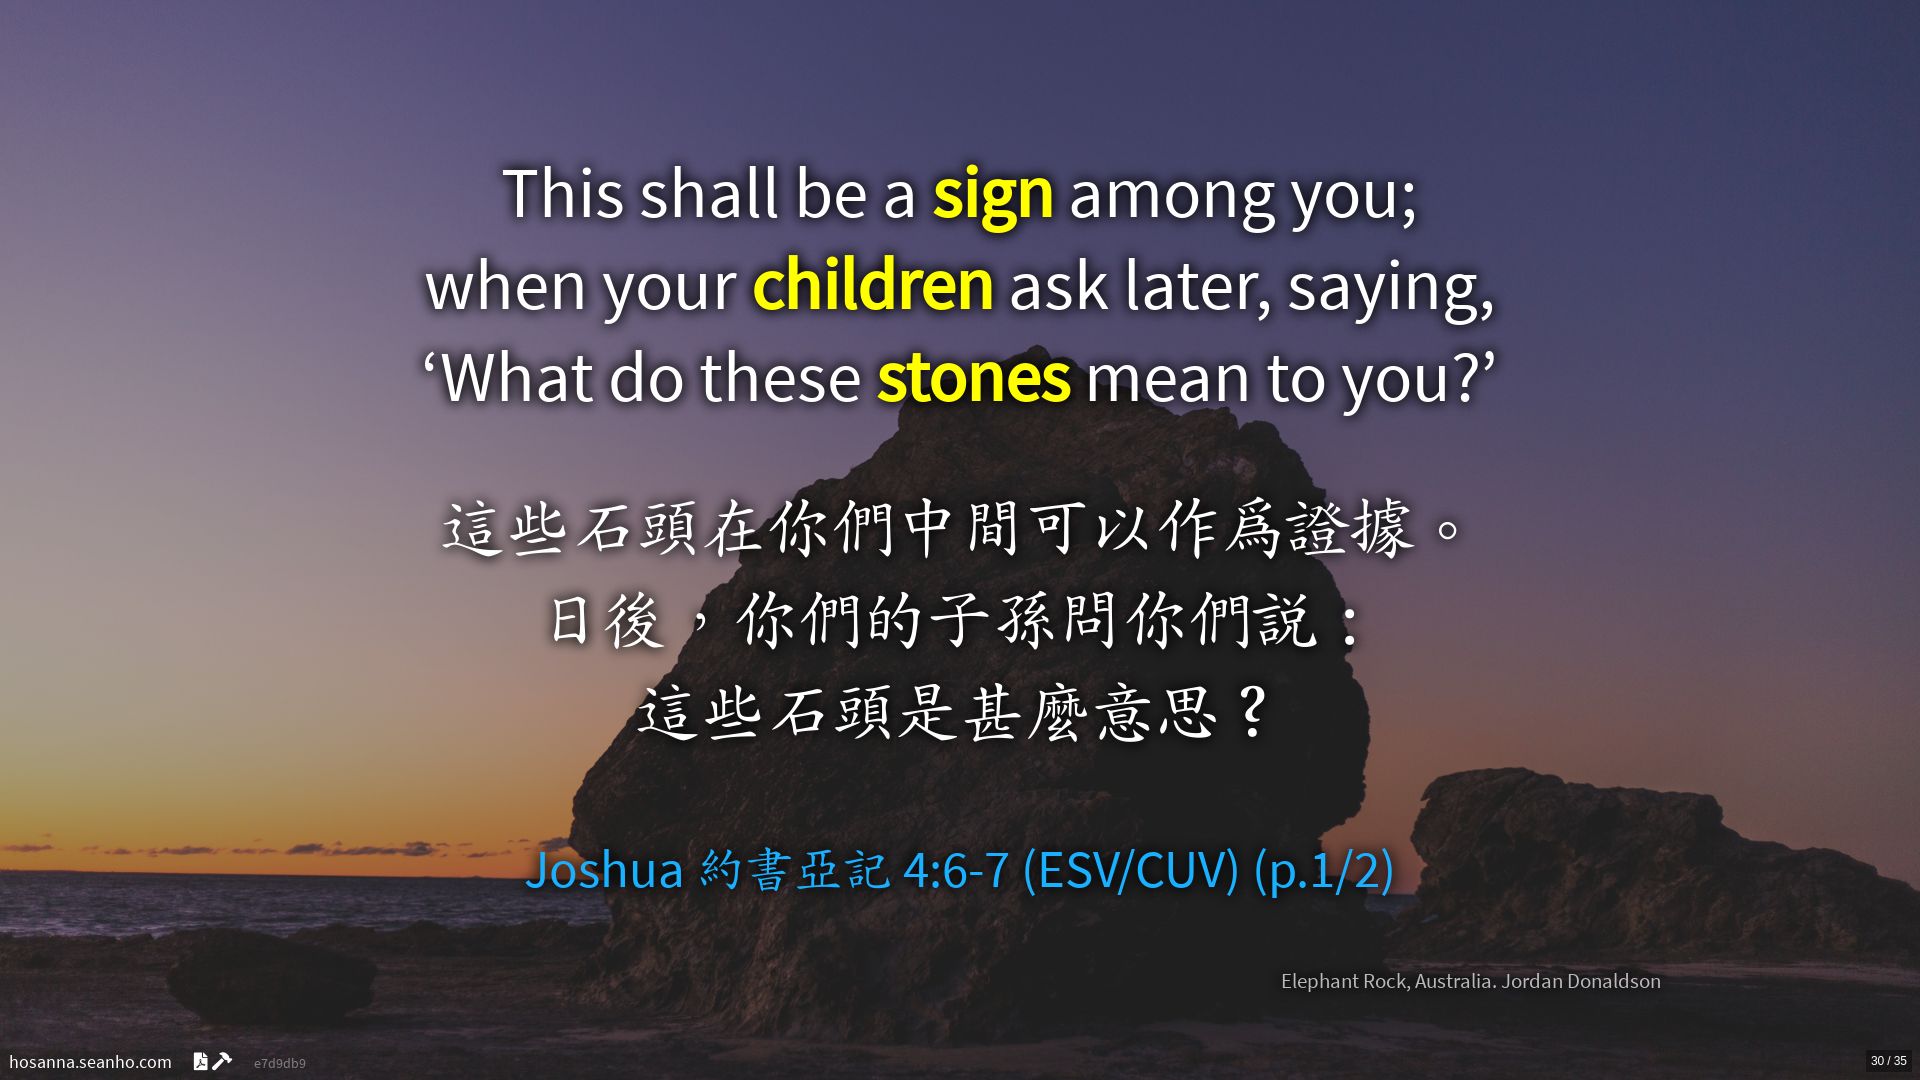 This shall be a sign among you;
when your children ask later, saying,
‘What do these stones mean to you?’
這些石頭在你們中間可以作爲證據。
日後，你們的子孫問你們説：
這些石頭是甚麼意思？
Joshua 約書亞記 4:6-7 (ESV/CUV) (p.1/2)
Elephant Rock, Australia. Jordan Donaldson
hosanna.seanho.com e7d9db9
30 / 35